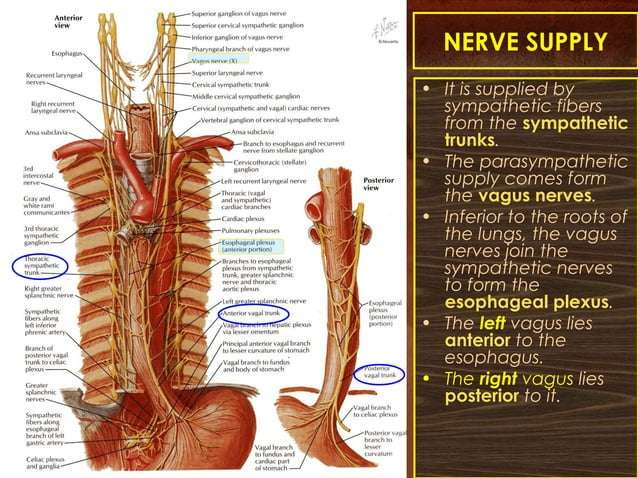 Anterior
view
Esophagus
Recurrent laryngeal
nerves
Right recurrent
laryngeal nerve
Ansa subclavia
3rd
intercostal
nerve
Gray and
white rami
communicantes
3rd thoracic
sympathetic
ganglion
Thoracic
sympathetic
trunk
Right greater
splanchnic nerve
Sympathetic
fibers along
left inferior
phrenic artery
Branch of
posterior vagal
trunk to celiac
plexus
Greater
splanchnic
nerves
Sympathetic
fibers along
esophageal
branch of left
gastric artery
Celiac plexus
and ganglia
Superior ganglion of vagus nerve
Superior cervical sympathetic ganglion
Inferior ganglion of vagus nerve
Pharyngeal branch of vagus nerve
Vagus nerve (X)
Superior laryngeal nerve
Cervical sympathetic trunk
Middle cervical sympathetic ganglion
Cervical (sympathetic and vagal) cardiac nerves
Vertebral ganglion of cervical sympathetic trunk
Ansa subclavia
Branch to esophagus and recurrent
nerve from stellate ganglion
Cervicothoracic (stellate)
ganglion
Left recurrent laryngeal nerve
Thoracic (vagal
and sympathetic)
cardiac branches
Cardiac plexus
Pulmonary plexuses
Esophageal plexus
(anterior portion)
Branches to esophageal
plexus from sympathetic
trunk, greater splanchnic
nerve and thoracic
aortic plexus
Left greater splanchnic nerve
Anterior vagal trunk
Vagal branch to hepatic plexus
via lesser omentum
Principal anterior vagal branch
to lesser curvature of stomach
Vagal branch to fundus
and body of stomach
Posterior
view
Esophageal
plexus
(posterior
portion)
Posterior
vagal trunk
Vagal branch
to celiac plexus
Posterior vagal
branch to
lesser
curvature
Vagal branch
to fundus and
cardiac part
of stomach
NERVE SUPPLY
• It is supplied by
sympathetic fibers
from the sympathetic
trunks.
• The parasympathetic
supply comes form
the vagus nerves.
• Inferior to the roots of
the lungs, the vagus
nerves join the
sympathetic nerves
to form the
esophageal plexus.
• The left vagus lies
anterior to the
esophagus.
• The right vagus lies
posterior to it.